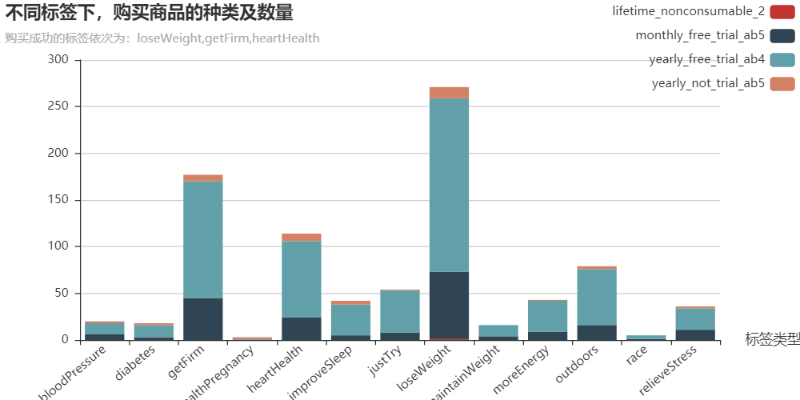 不同标签下，购买商品的种类及数量
购买成功的标签依次为：loseWeight,getFirm,heartHealth
lifetime_nonconsumable_2
monthly_free_trial_ab5
yearly_free_trial_ab4
yearly_not_trial_ab5
300
250
200
150
100
50
0
bloodPressure
diabetes
getFirm
althPregnancy
heartHealth
improveSleep
justTry
loseWeight
aintainWeight
moreEnergy
outdoors
race
relieveStress
标签类型